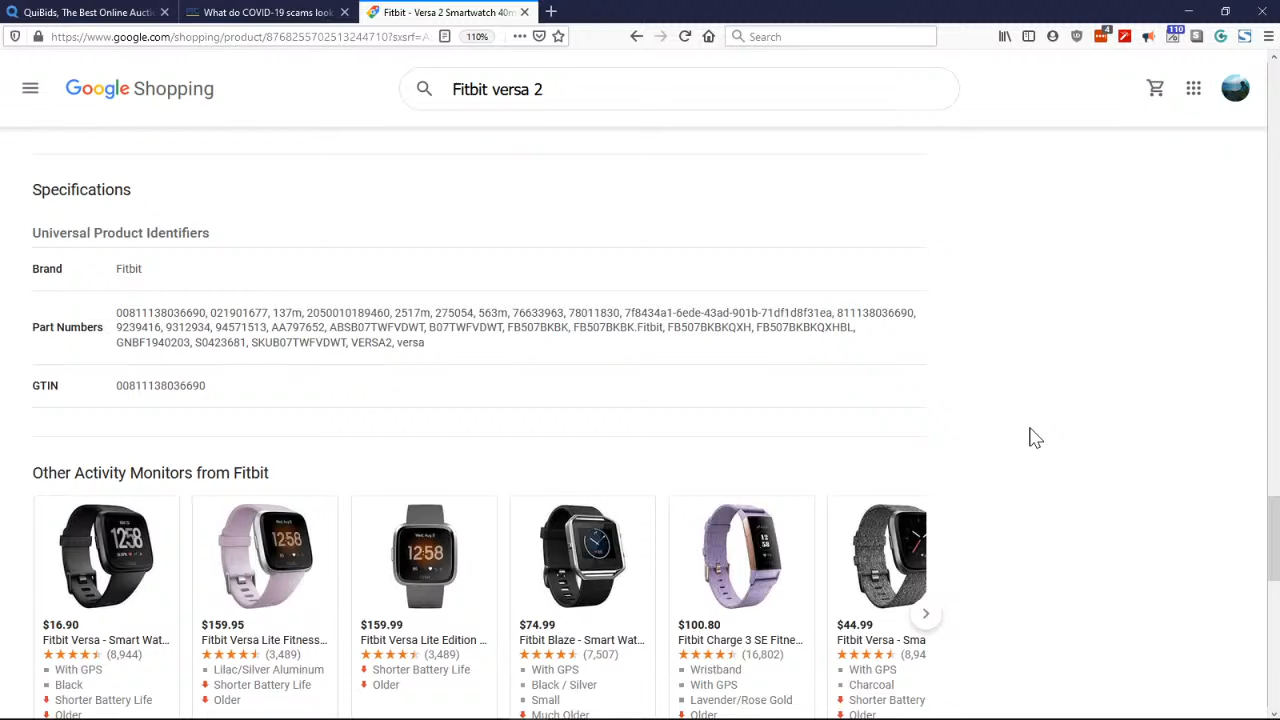 QuiBids, The Best Online Aucti
What do COVID-19 scams look
Fitbit - Versa 2 Smartwatch 40m
https://www.google.com/shopping/product/8768255702513244710?sxsrf=A
110%
Search
4
110
Google Shopping
Fitbit versa 2
Specifications
Universal Product Identifiers
Brand Fitbit
00811138036690, 021901677, 137m, 2050010189460, 2517m, 275054, 563m, 76633963, 78011830, 7f8434a1-6ede-43ad-901b-71df1d8f31ea, 811138036690,
Part Numbers 9239416, 9312934, 94571513, AA797652, ABSB07TWFVDWT, B07TWFVDWT, FB507BKBK, FB507BKBK.Fitbit, FB507BKBKQXH, FB507BKBKQXHBL,
GNBF1940203, S0423681, SKUB07TWFVDWT, VERSA2, versa
GTIN 00811138036690
Other Activity Monitors from Fitbit
$16.90
Fitbit Versa - Smart Wat...
(8,944)
With GPS
Black
Shorter Battery Life
Older
$159.95
Fitbit Versa Lite Fitness...
(3,489)
Lilac/Silver Aluminum
Shorter Battery Life
Older
$159.99
Fitbit Versa Lite Edition ...
(3,489)
Shorter Battery Life
Older
$74.99
Fitbit Blaze - Smart Wat...
(7,507)
With GPS
Black / Silver
Small
Much Older
$100.80
Fitbit Charge 3 SE Fitne...
(16,802)
Wristband
With GPS
Lavender/Rose Gold
Older
$44.99
Fitbit Versa - Sma
(8,94
With GPS
Charcoal
Shorter Battery
Older